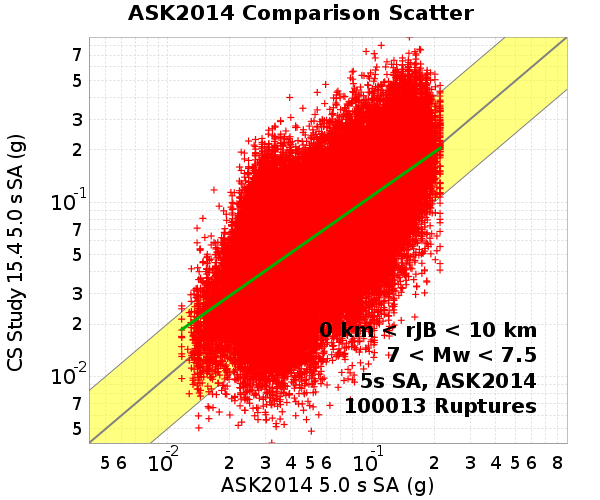 ASK2014 Comparison Scatter
CS Study 15.4 5.0 s SA (g)
7
5
3
2
10-1
7
5
3
2
10-2
7
5
0 km < rJB < 10 km
7 < Mw < 7.5
5s SA, ASK2014
100013 Ruptures
5 6 10-2 2 3 4 5 6 10-1 2 3 4 5 6 8
ASK2014 5.0 s SA (g)